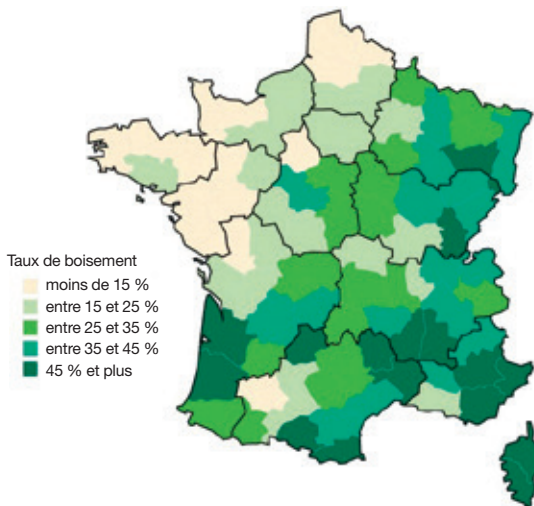 Taux de boisement
moins de 15 %
entre 15 et 25 %
entre 25 et 35 %
entre 35 et 45 %
45 % et plus